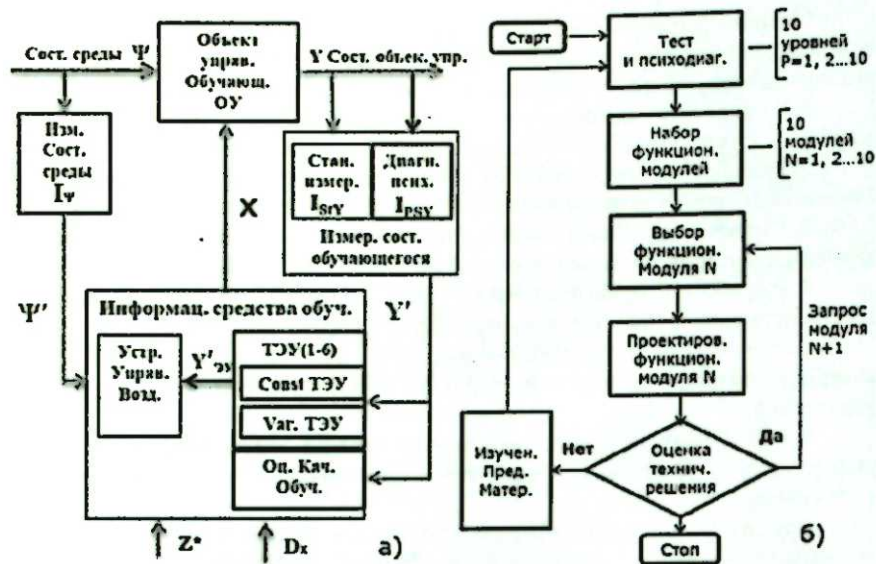 Сост. среды Ψ
Объект
управ.
Обучающ.
ОУ
Y Сост. объек. упр.
Изм.
Сост.
среды
IΨ
X
Стан.
измер.
IStY
Диагн.
псих.
IPSY
Измер. сост.
обучающегося
Ψ'
Y'
Информац. средства обуч.
Устр.
Управ.
Возд.
Y'ЭУ
ТЭУ(1-6)
Const ТЭУ
Var. ТЭУ
Оц. Кач.
Обуч.
Z*
Dx
а)
Старт
Тест
и психодиаг.
10
уровней
P=1, 2...10
Набор
функцион.
модулей
10
модулей
N=1, 2...10
Выбор
функцион.
Модуля N
Проектиров.
функцион.
модуля N
Запрос
модуля
N+1
Изучен.
Пред.
Матер.
Нет
Оценка
технич.
решения
Да
Стоп
б)